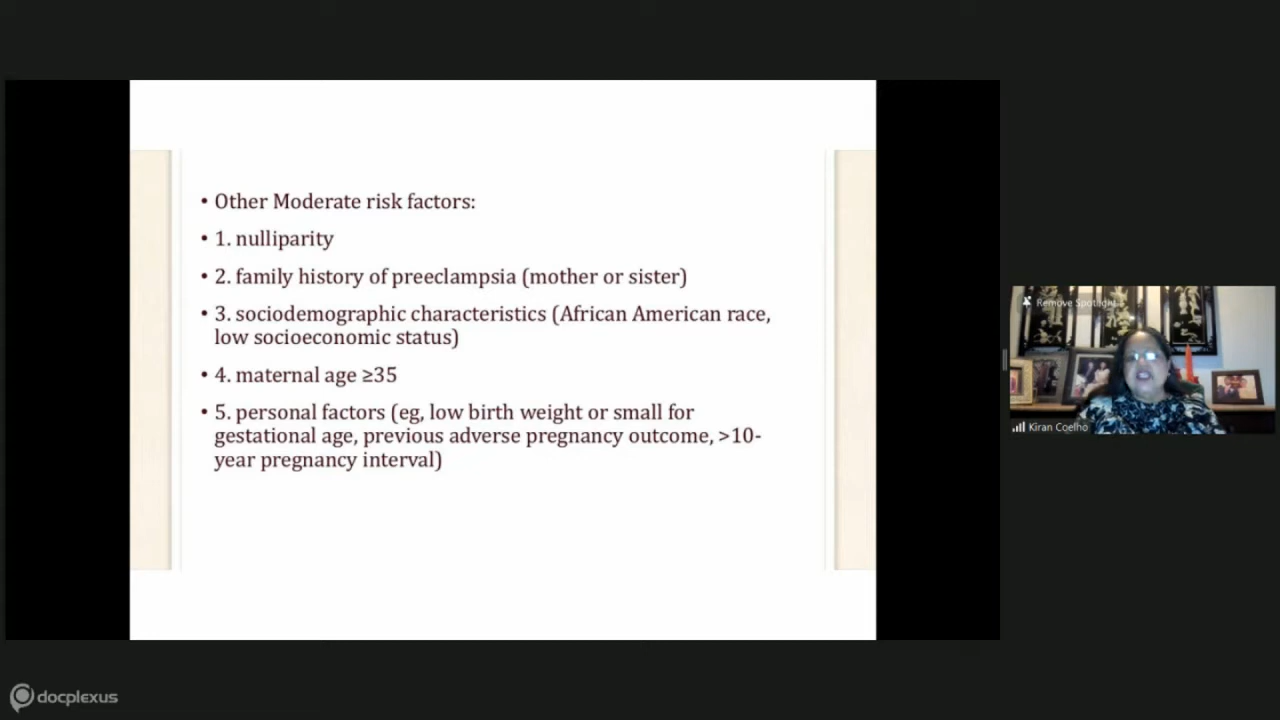 • Other Moderate risk factors:
• 1. nulliparity
• 2. family history of preeclampsia (mother or sister)
• 3. sociodemographic characteristics (African American race,
low socioeconomic status)
• 4. maternal age ≥35
• 5. personal factors (eg, low birth weight or small for
gestational age, previous adverse pregnancy outcome, >10-
year pregnancy interval)
Remove Spotlight
Kiran Coelho
docplexus